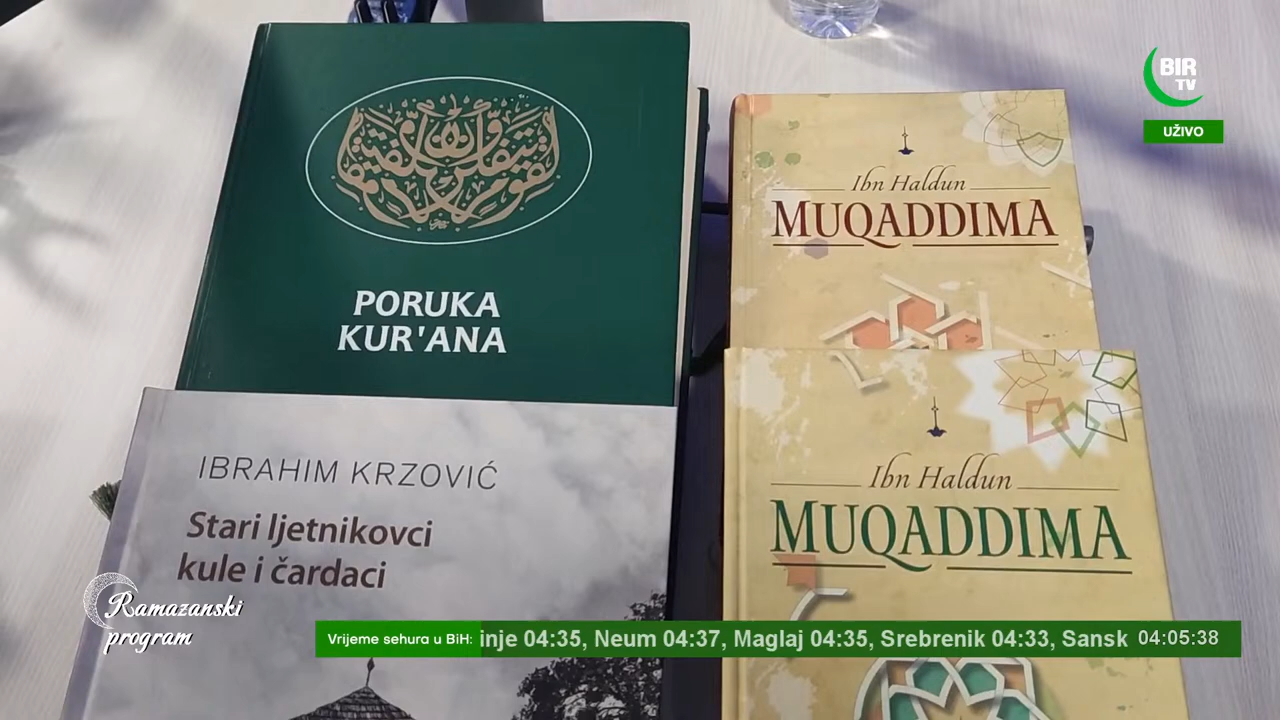 PORUKA
KUR'ANA
IBRAHIM KRZOVIĆ
Stari ljetnikovci
kule i čardaci
Ibn Haldun
MUQADDIMA
Ibn Haldun
MUQADDIMA
BIR
TV
UŽIVO
Ramazanski
program
Vrijeme sehura u BiH: inje 04:35, Neum 04:37, Maglaj 04:35, Srebrenik 04:33, Sansk 04:05:38